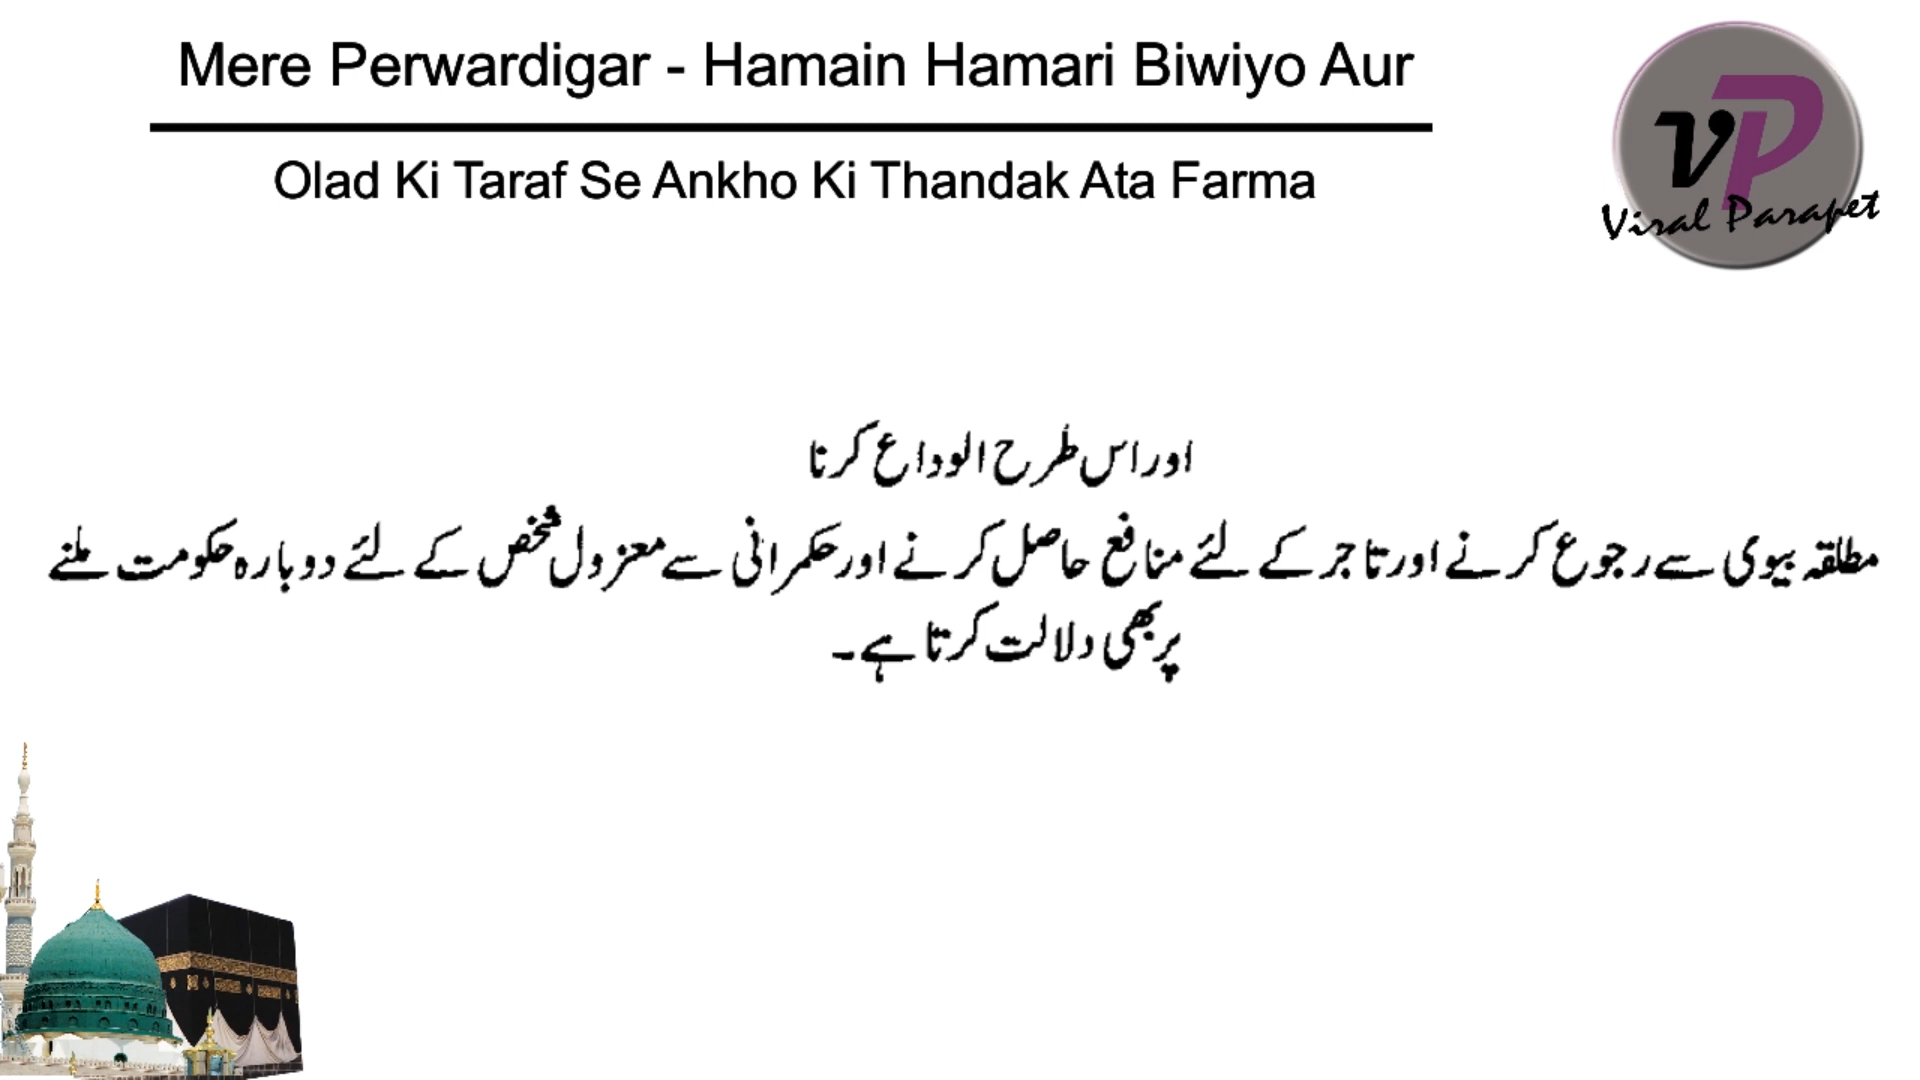 Mere Perwardigar - Hamain Hamari Biwiyo Aur
Olad Ki Taraf Se Ankho Ki Thandak Ata Farma
VP
Viral Parapet
اور اس طرح الوداع کرنا
مطلقہ بیوی سے رجوع کرنے اور تاجر کے لئے منافع حاصل کرنے اور حکمرانی سے معزول شخص کے لئے دوبارہ حکومت ملنے
پر بھی دلالت کرتا ہے۔